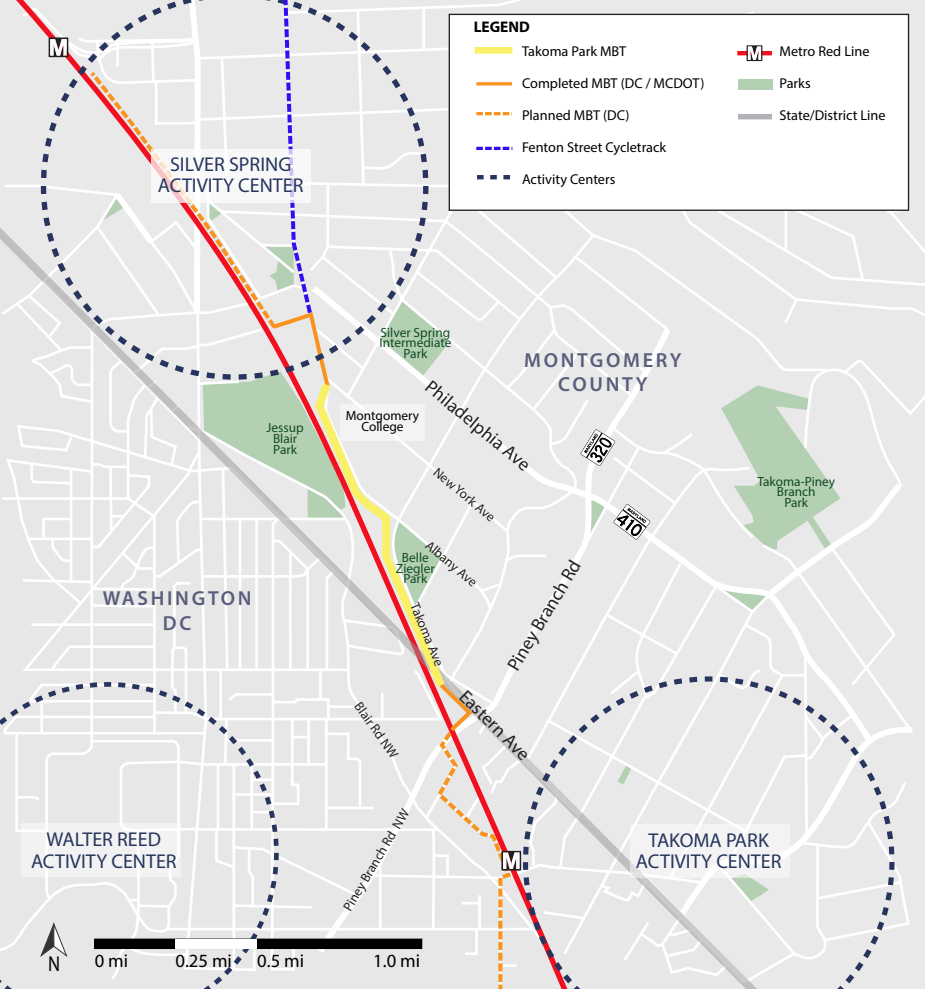 LEGEND
Takoma Park MBT
Completed MBT (DC / MCDOT)
Planned MBT (DC)
Fenton Street Cycletrack
Activity Centers
M
Metro Red Line
Parks
State/District Line
M
SILVER SPRING
ACTIVITY CENTER
Silver Spring
Intermediate
Park
MONTGOMERY
COUNTY
Philadelphia Ave
Montgomery
College
Jessup
Blair
Park
MARYLAND
320
New York Ave
Takoma-Piney
Branch
Park
MARYLAND
410
Albany Ave
Belle
Ziegler
Park
WASHINGTON
DC
Takoma Ave
Piney Branch Rd
Eastern Ave
Blair Rd NW
Piney Branch Rd NW
WALTER REED
ACTIVITY CENTER
TAKOMA PARK
ACTIVITY CENTER
M
N
0 mi
0.25 mi
0.5 mi
1.0 mi